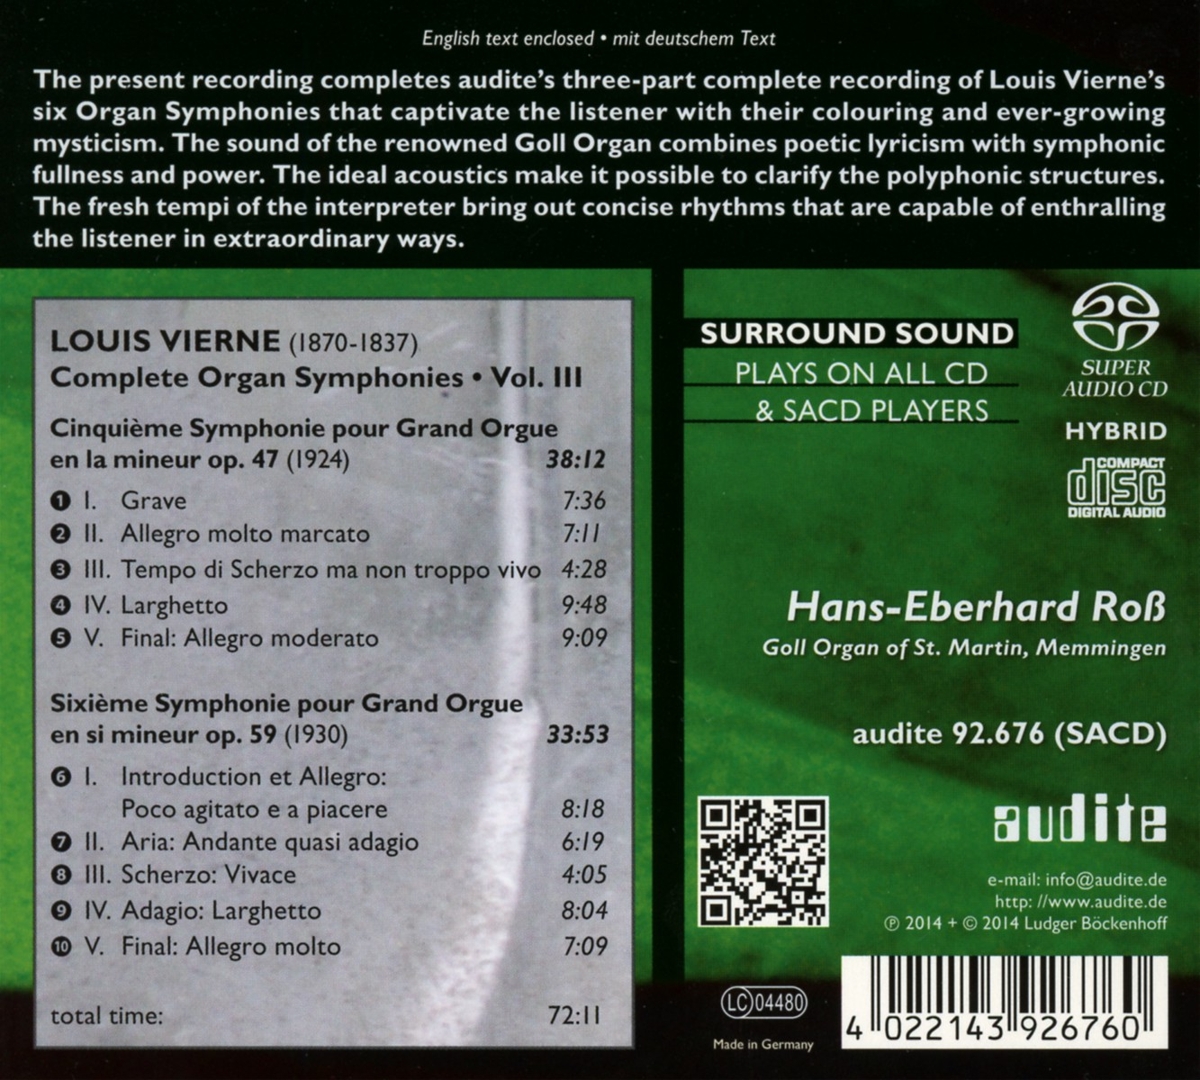 English text enclosed • mit deutschem Text
The present recording completes audite's three-part complete recording of Louis Vierne's
six Organ Symphonies that captivate the listener with their colouring and ever-growing
mysticism. The sound of the renowned Goll Organ combines poetic lyricism with symphonic
fullness and power. The ideal acoustics make it possible to clarify the polyphonic structures.
The fresh tempi of the interpreter bring out concise rhythms that are capable of enthralling
the listener in extraordinary ways.
LOUIS VIERNE (1870-1837)
Complete Organ Symphonies • Vol. III
Cinquième Symphonie pour Grand Orgue
en la mineur op. 47 (1924) 38:12
1 I. Grave 7:36
2 II. Allegro molto marcato 7:11
3 III. Tempo di Scherzo ma non troppo vivo 4:28
4 IV. Larghetto 9:48
5 V. Final: Allegro moderato 9:09
Sixième Symphonie pour Grand Orgue
en si mineur op. 59 (1930) 33:53
6 I. Introduction et Allegro:
Poco agitato e a piacere 8:18
7 II. Aria: Andante quasi adagio 6:19
8 III. Scherzo: Vivace 4:05
9 IV. Adagio: Larghetto 8:04
10 V. Final: Allegro molto 7:09
total time: 72:11
SURROUND SOUND
PLAYS ON ALL CD
& SACD PLAYERS
SUPER
AUDIO CD
HYBRID
COMPACT
disc
DIGITAL AUDIO
Hans-Eberhard Roß
Goll Organ of St. Martin, Memmingen
audite 92.676 (SACD)
audite
e-mail: info@audite.de
http: //www.audite.de
℗ 2014 + © 2014 Ludger Böckenhoff
LC 04480
Made in Germany
4 022143 926760